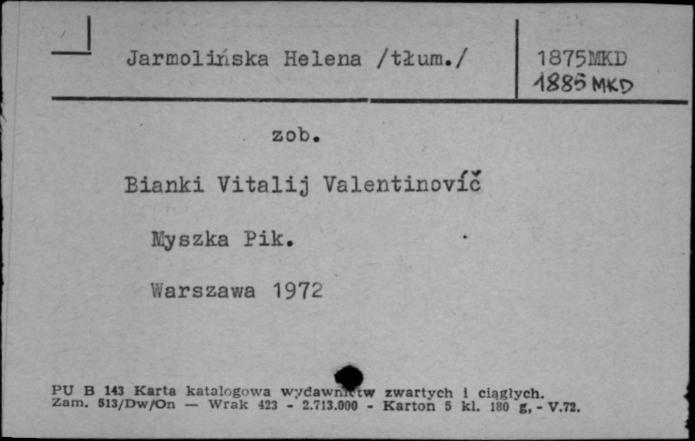 Jarmolińska Helena /tłum./ 1875MKD
1885 MKD
zob.
Bianki Vitalij Valentinovíč
Myszka Pik.
Warszawa 1972
PU B 143 Karta katalogowa wydawnictw zwartych i ciągłych.
Zam. 513/Dw/On — Wrak 423 - 2.713.000 - Karton 5 kl. 180 g, - V.72.